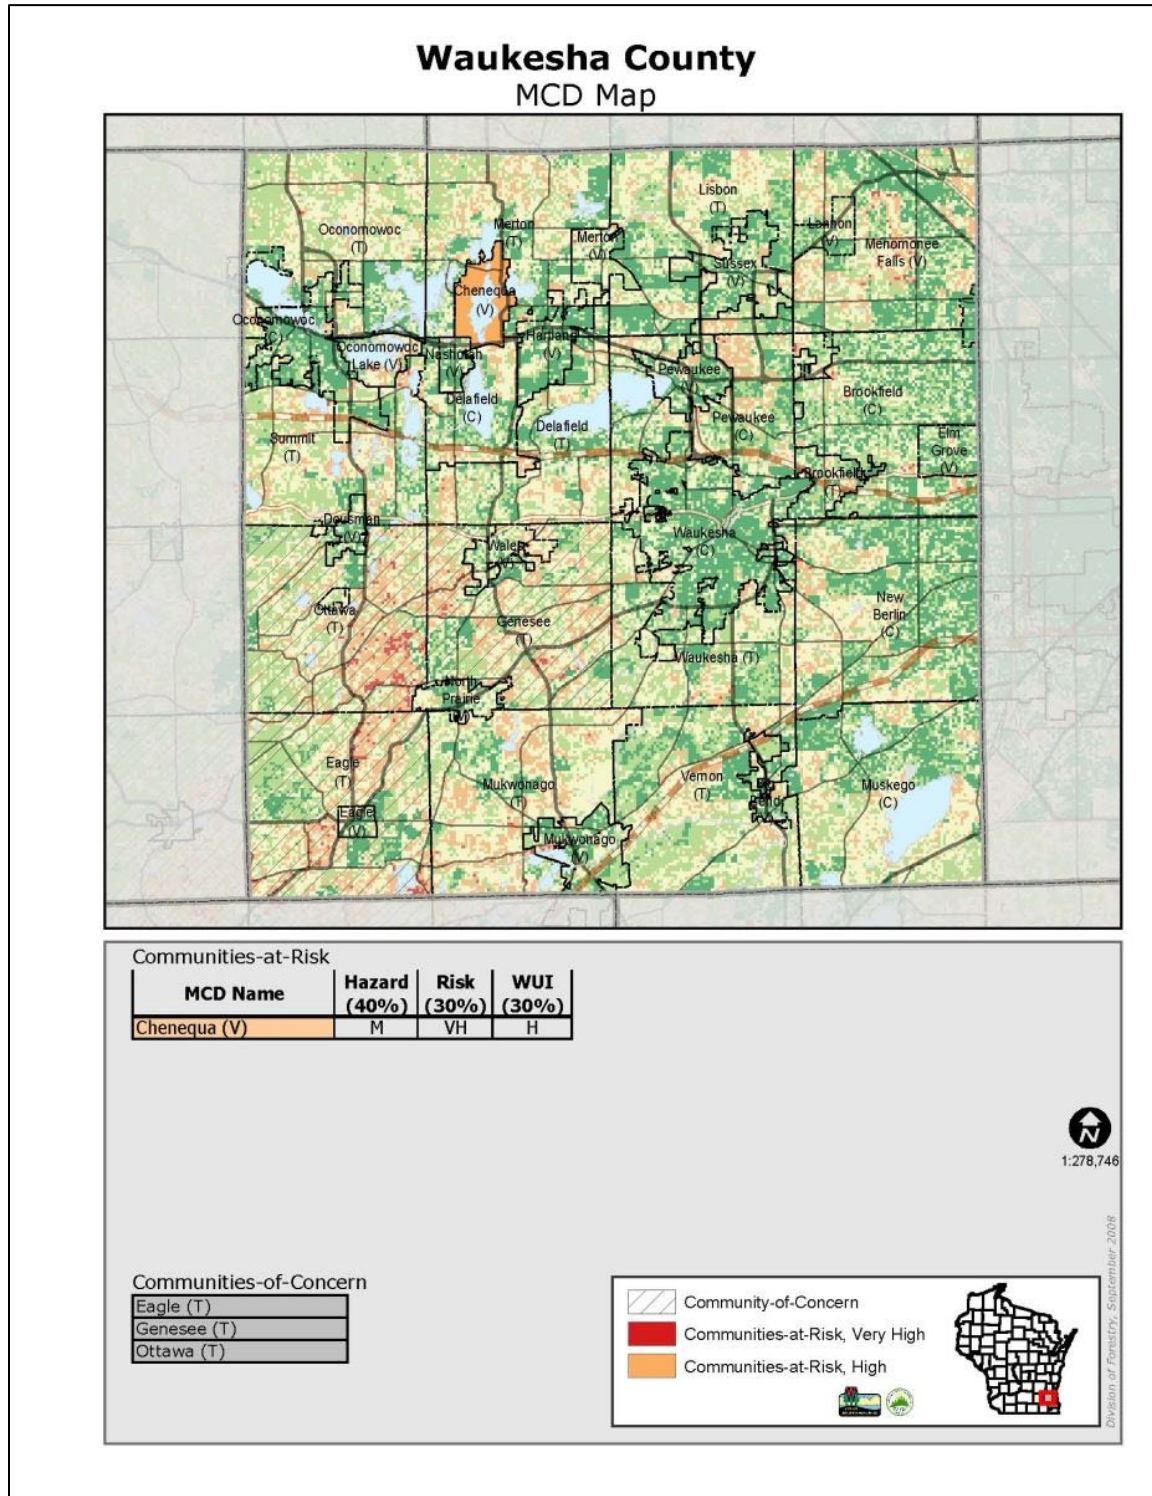 Waukesha County
MCD Map
Lisbon
(T)
Oconomowoc
(T)
Merton
(T)
Merton
(V)
Lannon
(V)
Menomonee
Falls (V)
Sussex
(V)
Chenequa
(V)
Oconomowoc
(C)
Oconomowoc
Lake (V)
Nashotah
(V)
Hartland
(V)
Pewaukee
(V)
Brookfield
(C)
Delafield
(C)
Delafield
(T)
Pewaukee
(C)
Summit
(T)
Elm
Grove
(V)
Brookfield
(T)
Dousman
(V)
Wales
(V)
Waukesha
(C)
Ottawa
(T)
Genesee
(T)
New
Berlin
(C)
Waukesha (T)
North
Prairie
(V)
Eagle
(T)
Mukwonago
(T)
Vernon
(T)
Muskego
(C)
Eagle
(V)
Bend
Mukwonago
(V)
Communities-at-Risk
MCD Name Hazard (40%) Risk (30%) WUI (30%)
Chenequa (V) M VH H
N
1:278,746
Communities-of-Concern
Eagle (T)
Genesee (T)
Ottawa (T)
Community-of-Concern
Communities-at-Risk, Very High
Communities-at-Risk, High
Division of Forestry, September 2008